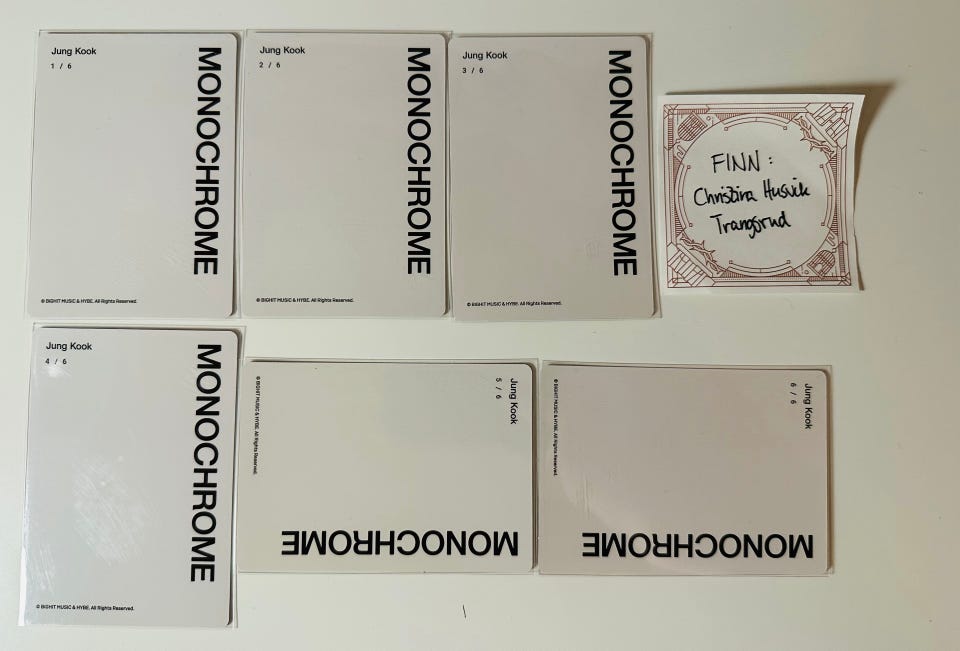 Jung Kook
1 / 6
MONOCHROME
© BIGHIT MUSIC & HYBE. All Rights Reserved.
Jung Kook
2 / 6
MONOCHROME
© BIGHIT MUSIC & HYBE. All Rights Reserved.
Jung Kook
3 / 6
MONOCHROME
© BIGHIT MUSIC & HYBE. All Rights Reserved.
FINN :
Christina Husvik
Trangsrud
Jung Kook
4 / 6
MONOCHROME
© BIGHIT MUSIC & HYBE. All Rights Reserved.
Jung Kook
5 / 6
MONOCHROME
© BIGHIT MUSIC & HYBE. All Rights Reserved.
Jung Kook
6 / 6
MONOCHROME
© BIGHIT MUSIC & HYBE. All Rights Reserved.